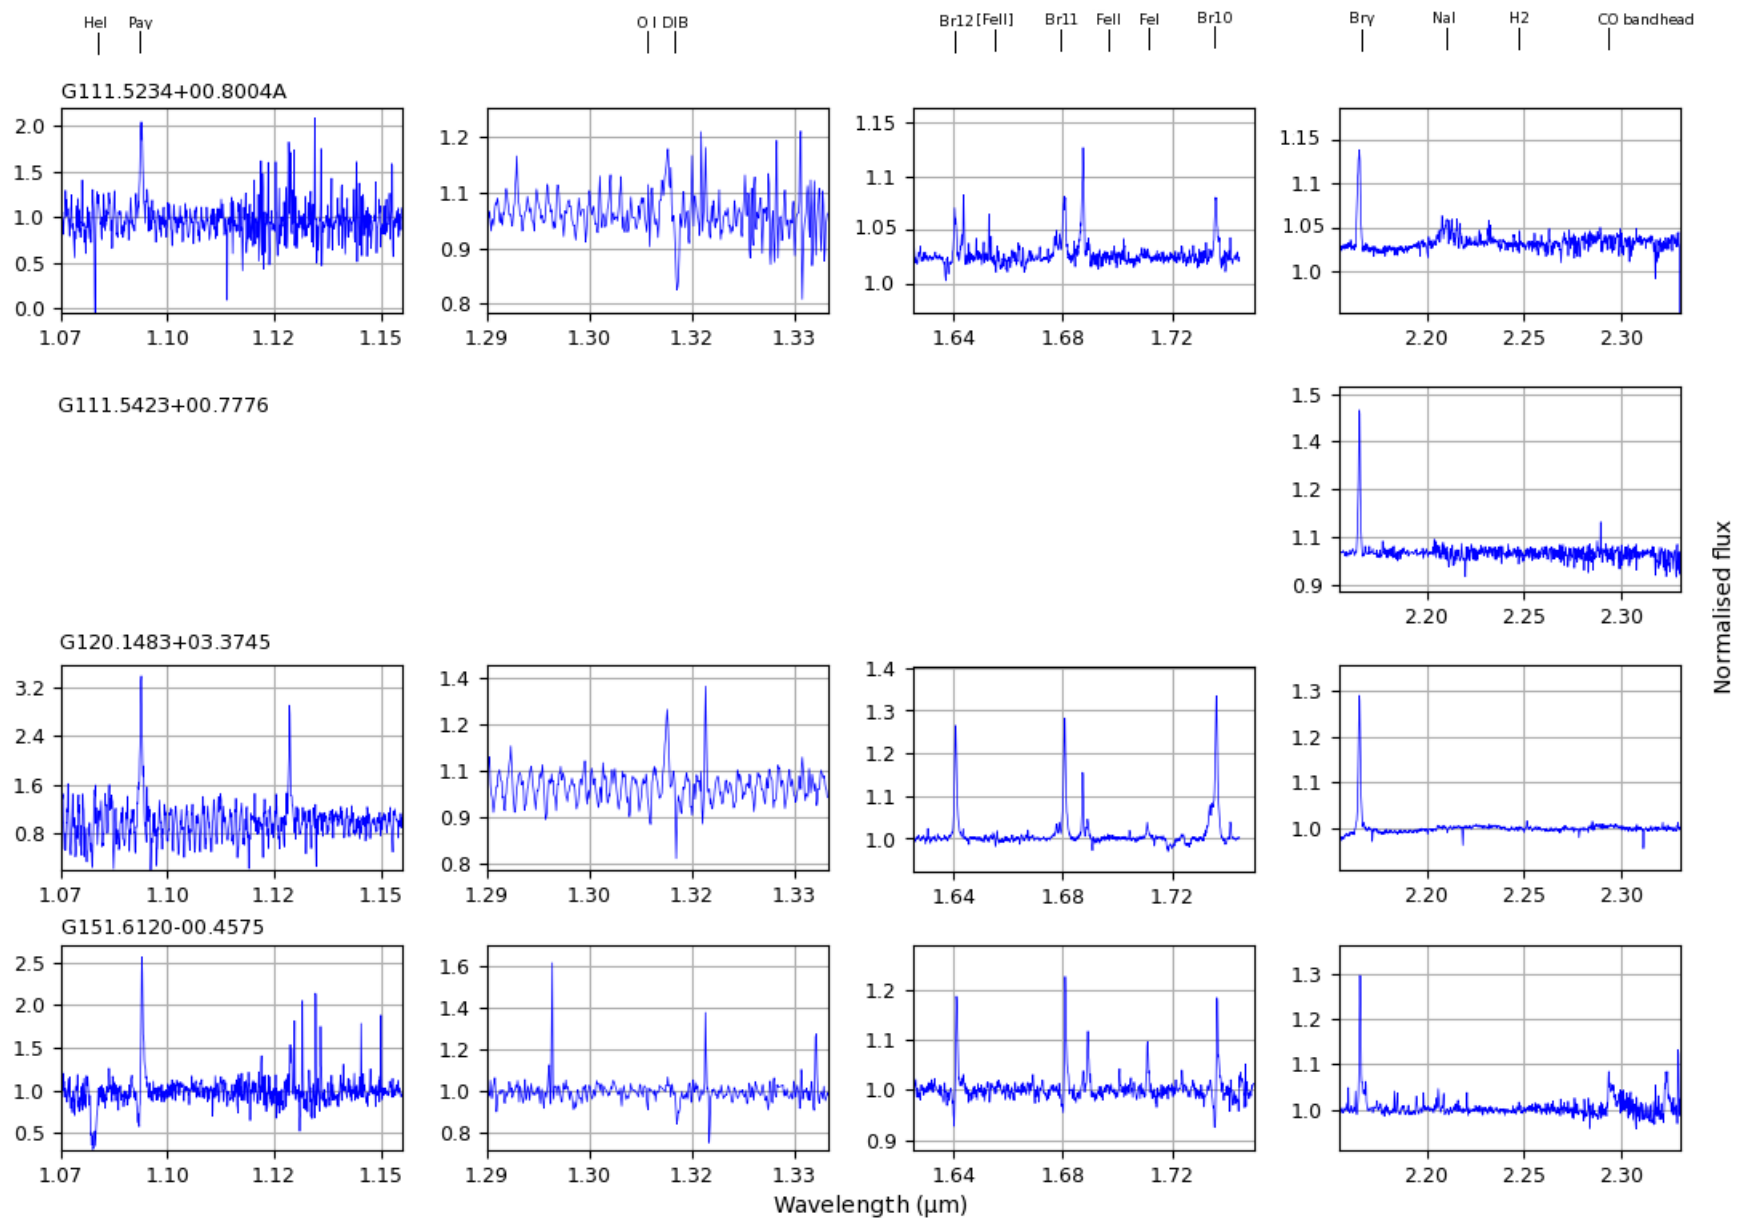 HeI Paγ O I DIB Br12 [FeII] Br11 FeII FeI Br10 Brγ NaI H2 CO bandhead
G111.5234+00.8004A
2.0 1.5 1.0 0.5 0.0
1.07 1.10 1.12 1.15
1.2 1.1 0.9 0.8
1.29 1.30 1.32 1.33
1.15 1.10 1.05 1.0
1.64 1.68 1.72
1.15 1.10 1.05 1.0
2.20 2.25 2.30
G111.5423+00.7776
1.5 1.4 1.2 1.1 0.9
2.20 2.25 2.30
G120.1483+03.3745
3.2 2.4 1.6 0.8
1.07 1.10 1.12 1.15
1.4 1.2 1.1 0.9 0.8
1.29 1.30 1.32 1.33
1.4 1.3 1.2 1.1 1.0
1.64 1.68 1.72
1.3 1.2 1.1 1.0
2.20 2.25 2.30
G151.6120-00.4575
2.5 2.0 1.5 1.0 0.5
1.07 1.10 1.12 1.15
1.6 1.4 1.2 1.0 0.8
1.29 1.30 1.32 1.33
1.2 1.1 1.0 0.9
1.64 1.68 1.72
1.3 1.2 1.1 1.0
2.20 2.25 2.30
Wavelength (μm)
Normalised flux